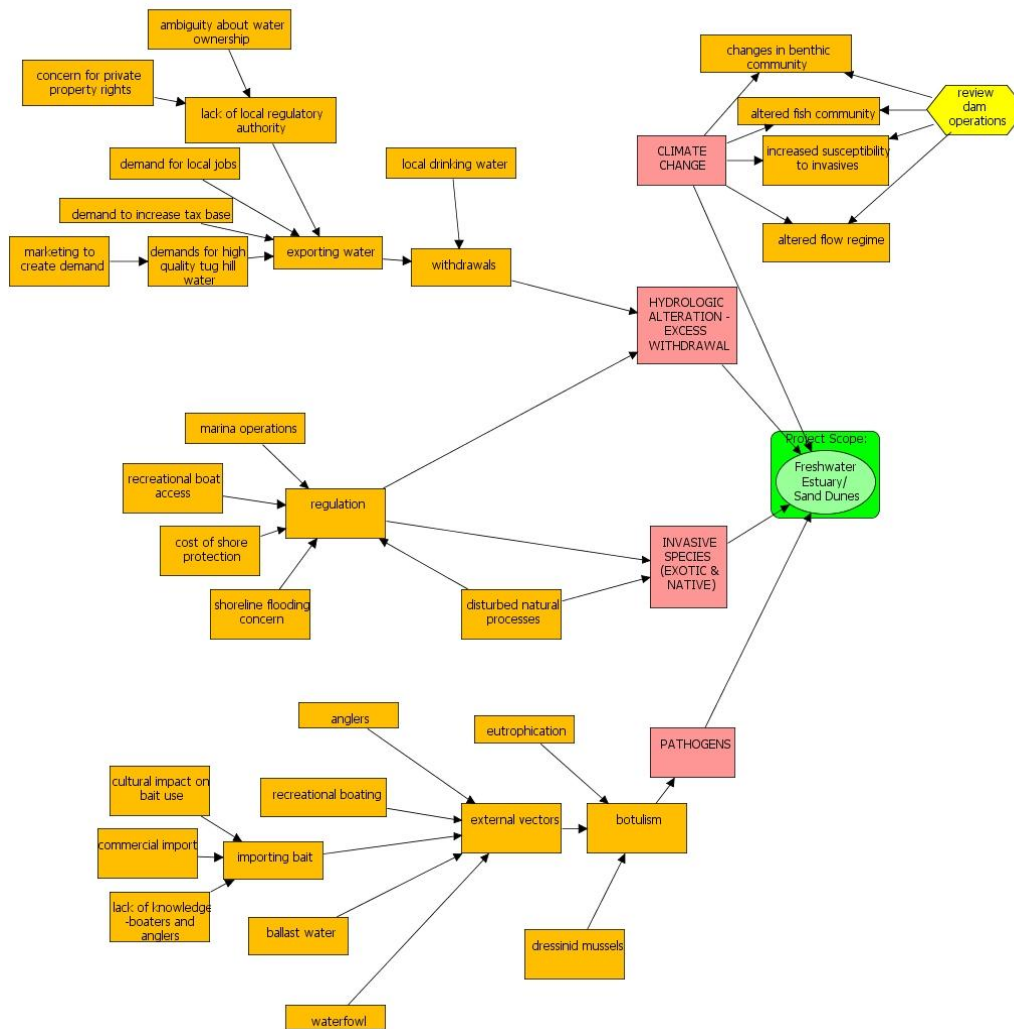 ambiguity about water
ownership
concern for private
property rights
lack of local regulatory
authority
demand for local jobs
local drinking water
demand to increase tax base
marketing to
create demand
demands for high
quality tug hill
water
exporting water
withdrawals
changes in benthic
community
review
dam
operations
altered fish community
CLIMATE
CHANGE
increased susceptibility
to invasives
altered flow regime
HYDROLOGIC
ALTERATION -
EXCESS
WITHDRAWAL
Project Scope:
Freshwater
Estuary/
Sand Dunes
marina operations
recreational boat
access
regulation
cost of shore
protection
shoreline flooding
concern
disturbed natural
processes
INVASIVE
SPECIES
(EXOTIC &
NATIVE)
anglers
eutrophication
PATHOGENS
cultural impact on
bait use
recreational boating
external vectors
botulism
commercial import
importing bait
lack of knowledge
-boaters and
anglers
ballast water
dressinid mussels
waterfowl